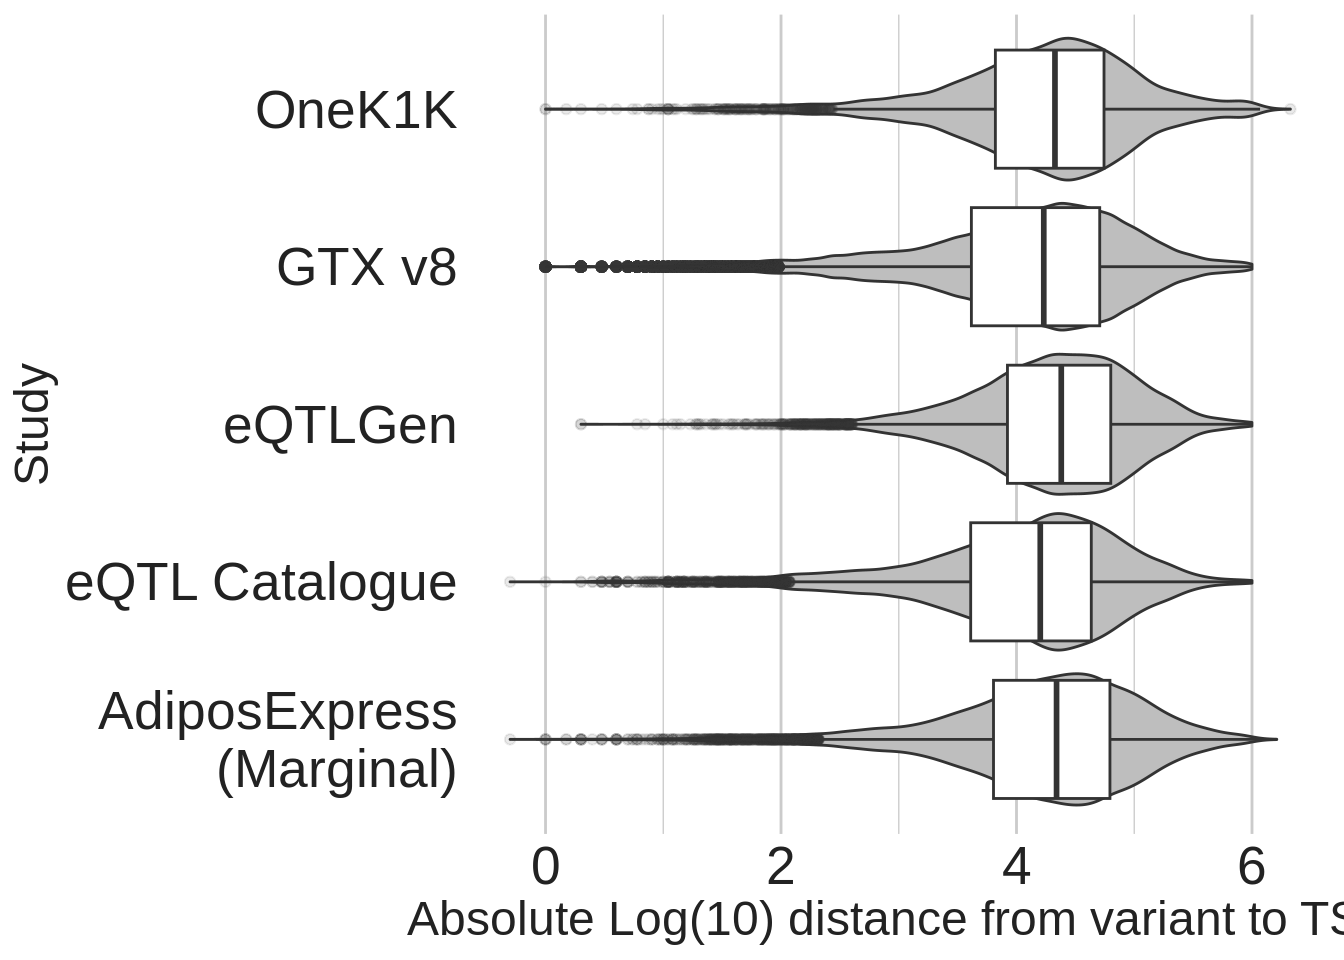 OneK1K
GTX v8
eQTLGen
eQTL Catalogue
AdiposExpress
(Marginal)
Study
0 2 4 6
Absolute Log(10) distance from variant to TS